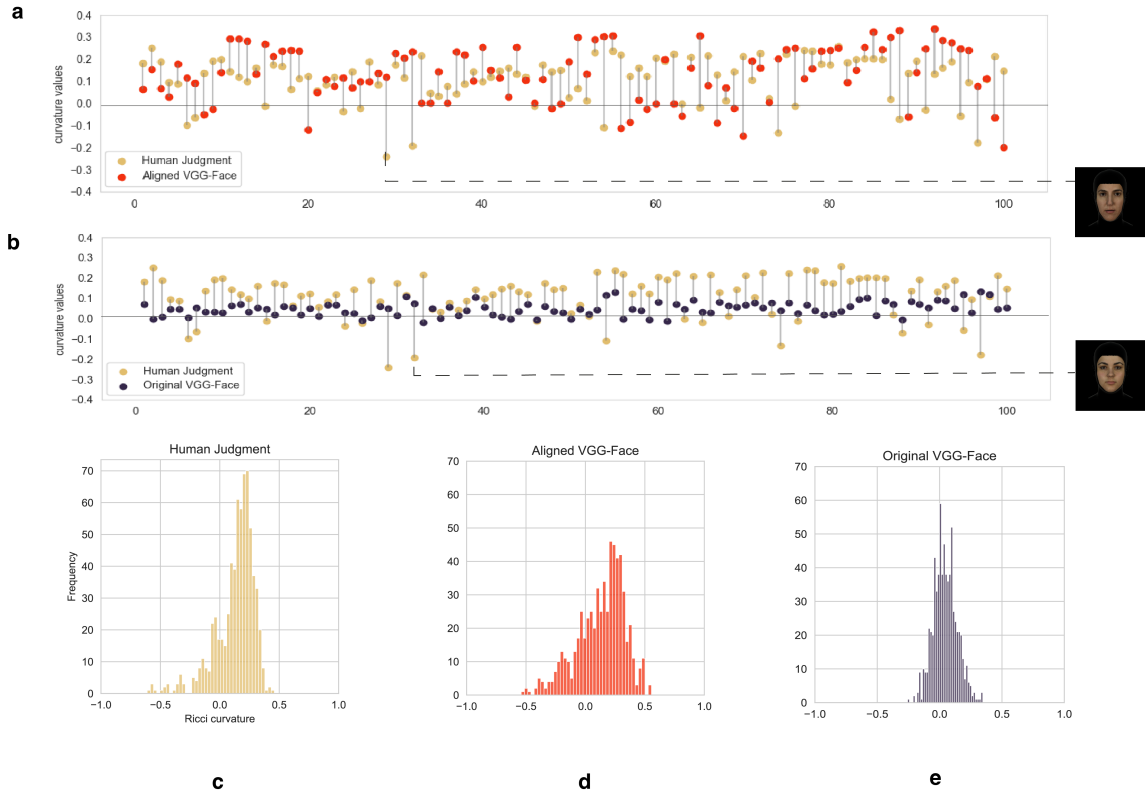 a
0.4
0.3
0.2
0.1
0.0
−0.1
−0.2
−0.3
−0.4
curvature values
Human Judgment
Aligned VGG-Face
0 20 40 60 80 100
b
0.4
0.3
0.2
0.1
0.0
−0.1
−0.2
−0.3
−0.4
curvature values
Human Judgment
Original VGG-Face
0 20 40 60 80 100
Human Judgment
70
60
50
40
30
20
10
0
Frequency
−1.0 −0.5 0.0 0.5 1.0
Ricci curvature
Aligned VGG-Face
70
60
50
40
30
20
10
0
−1.0 −0.5 0.0 0.5 1.0
Original VGG-Face
70
60
50
40
30
20
10
0
−1.0 −0.5 0.0 0.5 1.0
c d e